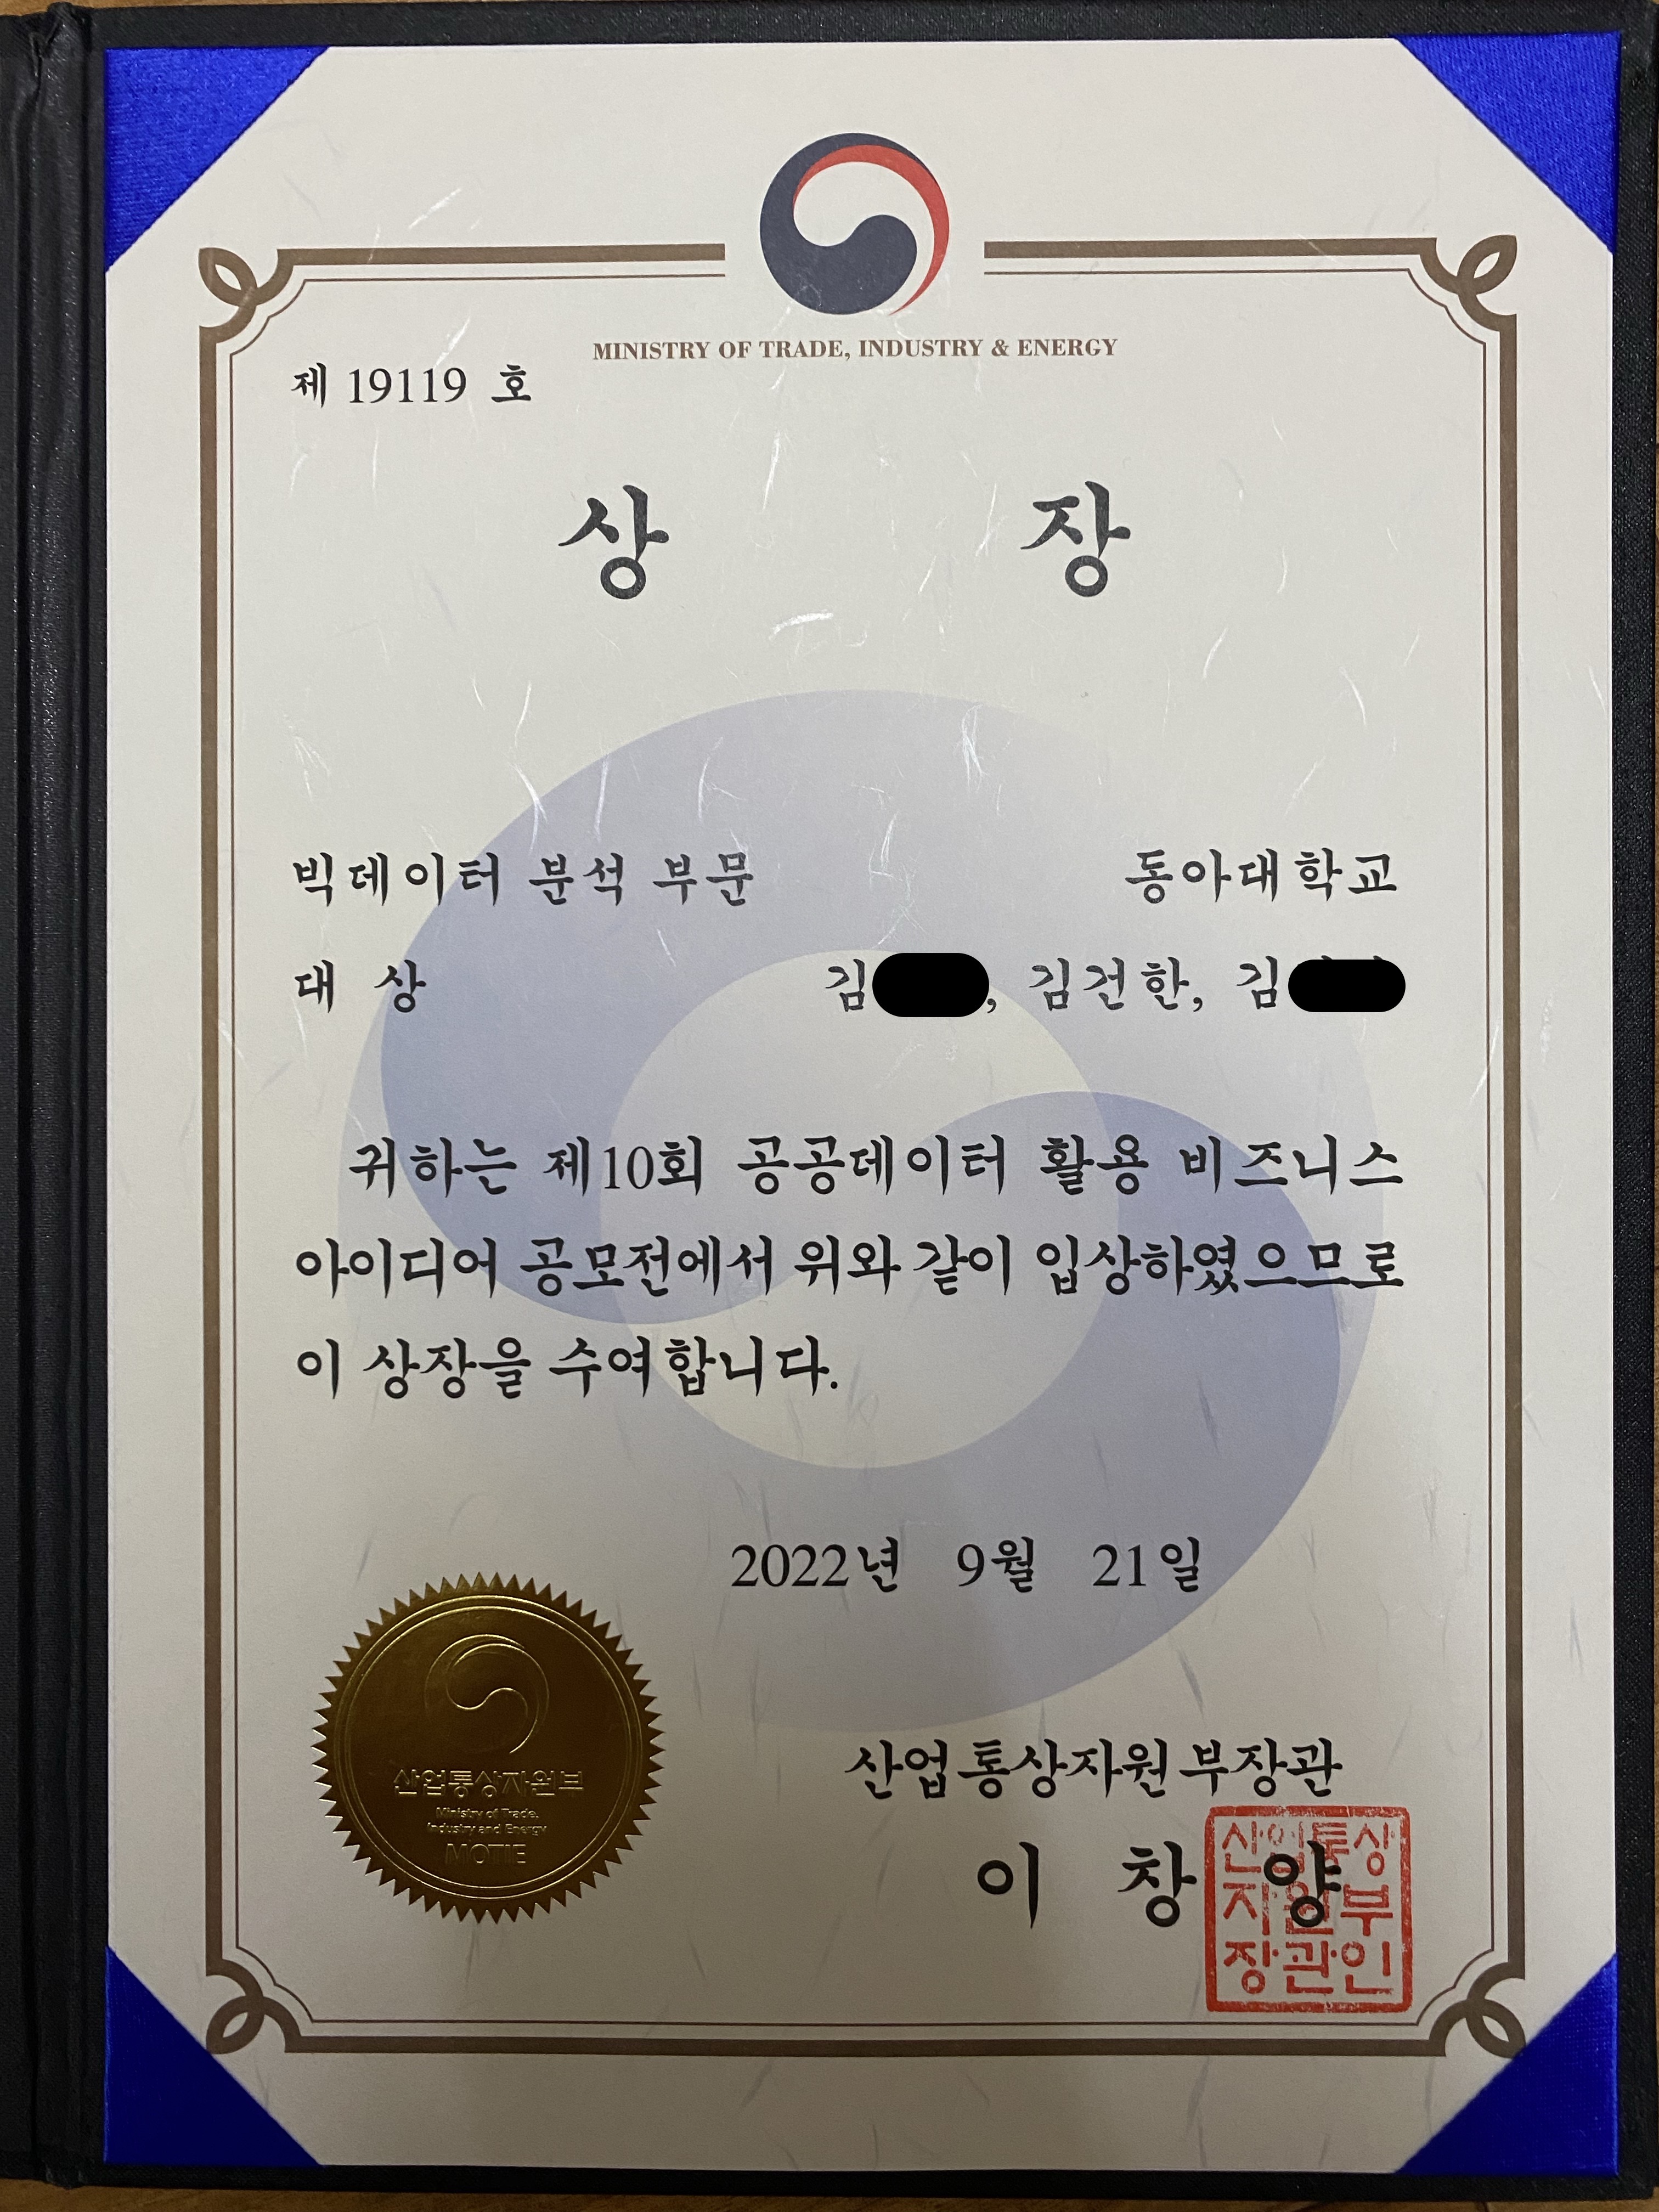 MINISTRY OF TRADE, INDUSTRY & ENERGY
제 19119 호
상 장
빅데이터 분석 부문 동아대학교
대 상 김 , 김건한, 김
귀하는 제10회 공공데이터 활용 비즈니스
아이디어 공모전에서 위와 같이 입상하였으므로
이 상장을 수여합니다.
2022년 9월 21일
산업통상자원부
Ministry of Trade,
Industry and Energy
MOTIE
산업통상자원부장관
이 창 양
산업통상
자원부
장관인